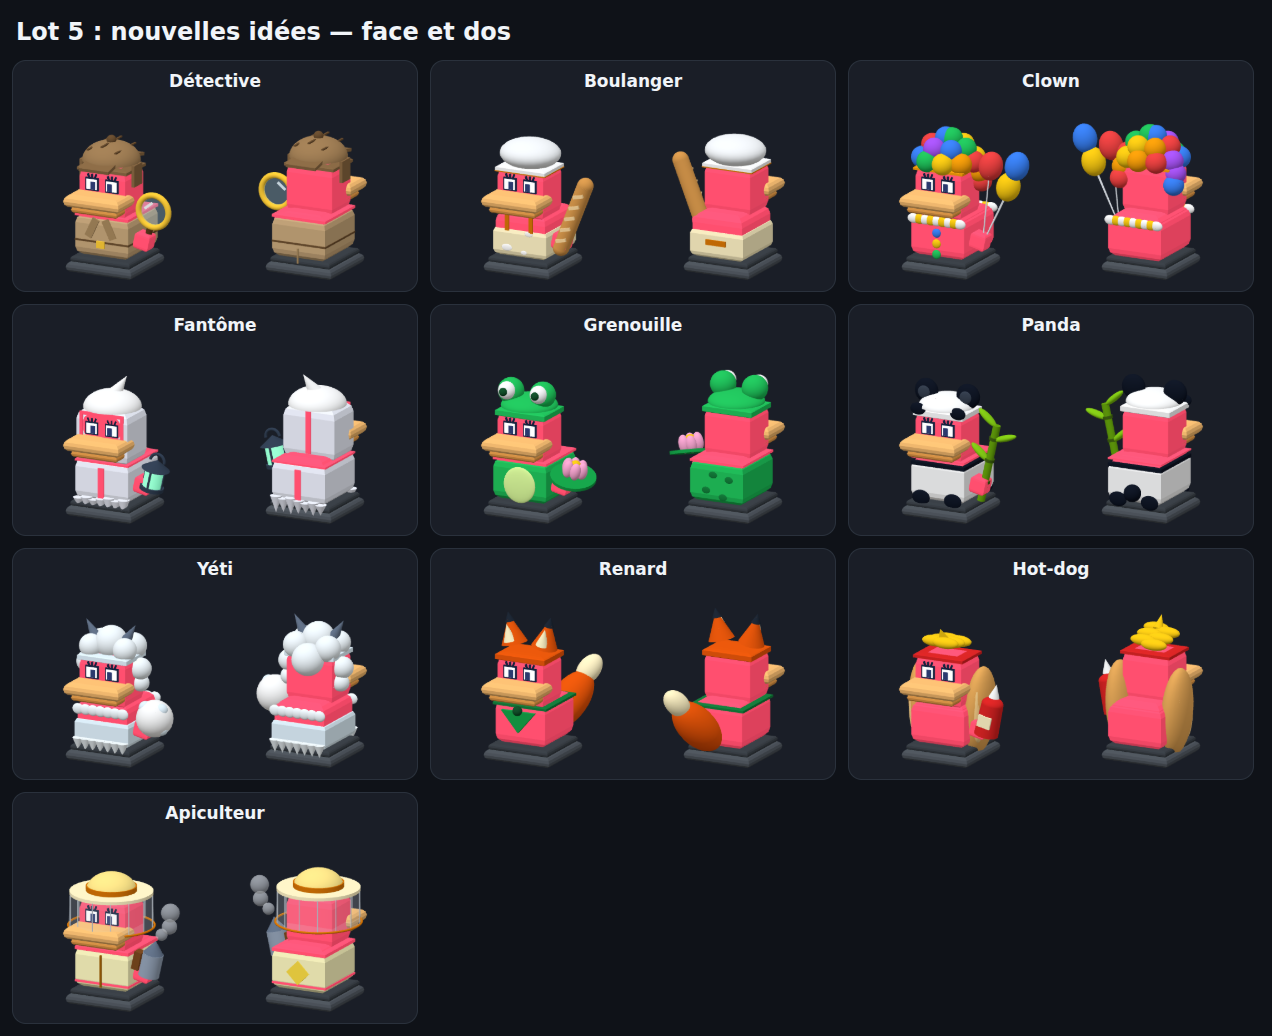 Lot 5 : nouvelles idées — face et dos
Détective
Boulanger
Clown
Fantôme
Grenouille
Panda
Yéti
Renard
Hot-dog
Apiculteur